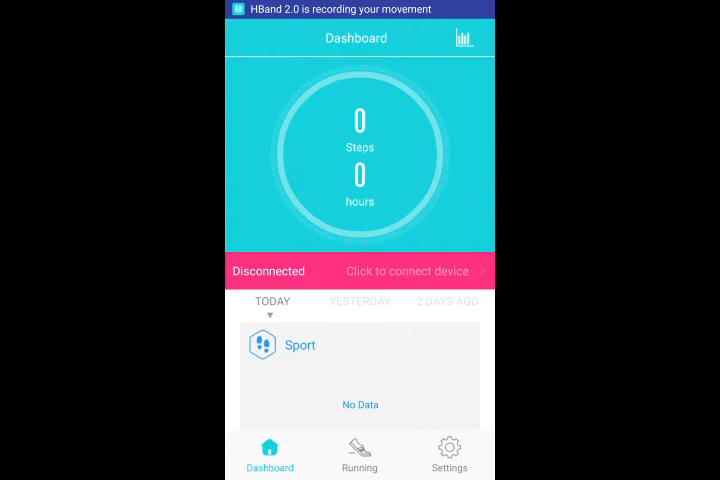 HBand 2.0 is recording your movement
Dashboard
0
Steps
0
hours
Disconnected Click to connect device
TODAY YESTERDAY 2 DAYS AGO
Sport
No Data
Dashboard Running Settings